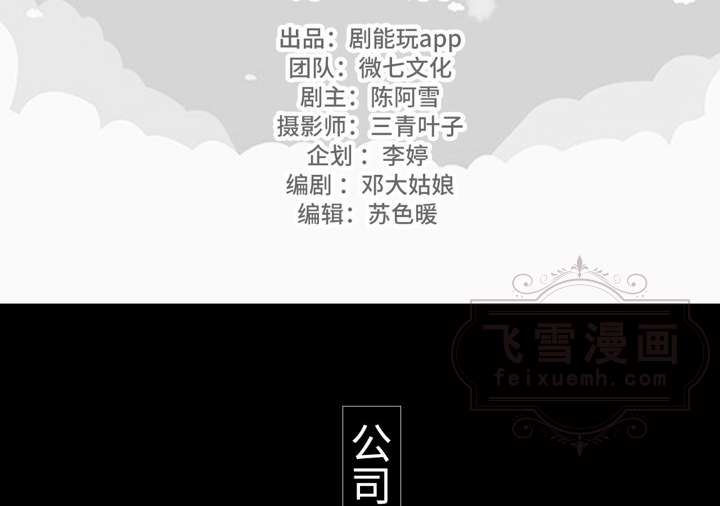 出品：剧能玩app
团队：微七文化
剧主：陈阿雪
摄影师：三青叶子
企划：李婷
编剧：邓大姑娘
编辑：苏色暖
飞雪漫画
feixuemh.com
公司